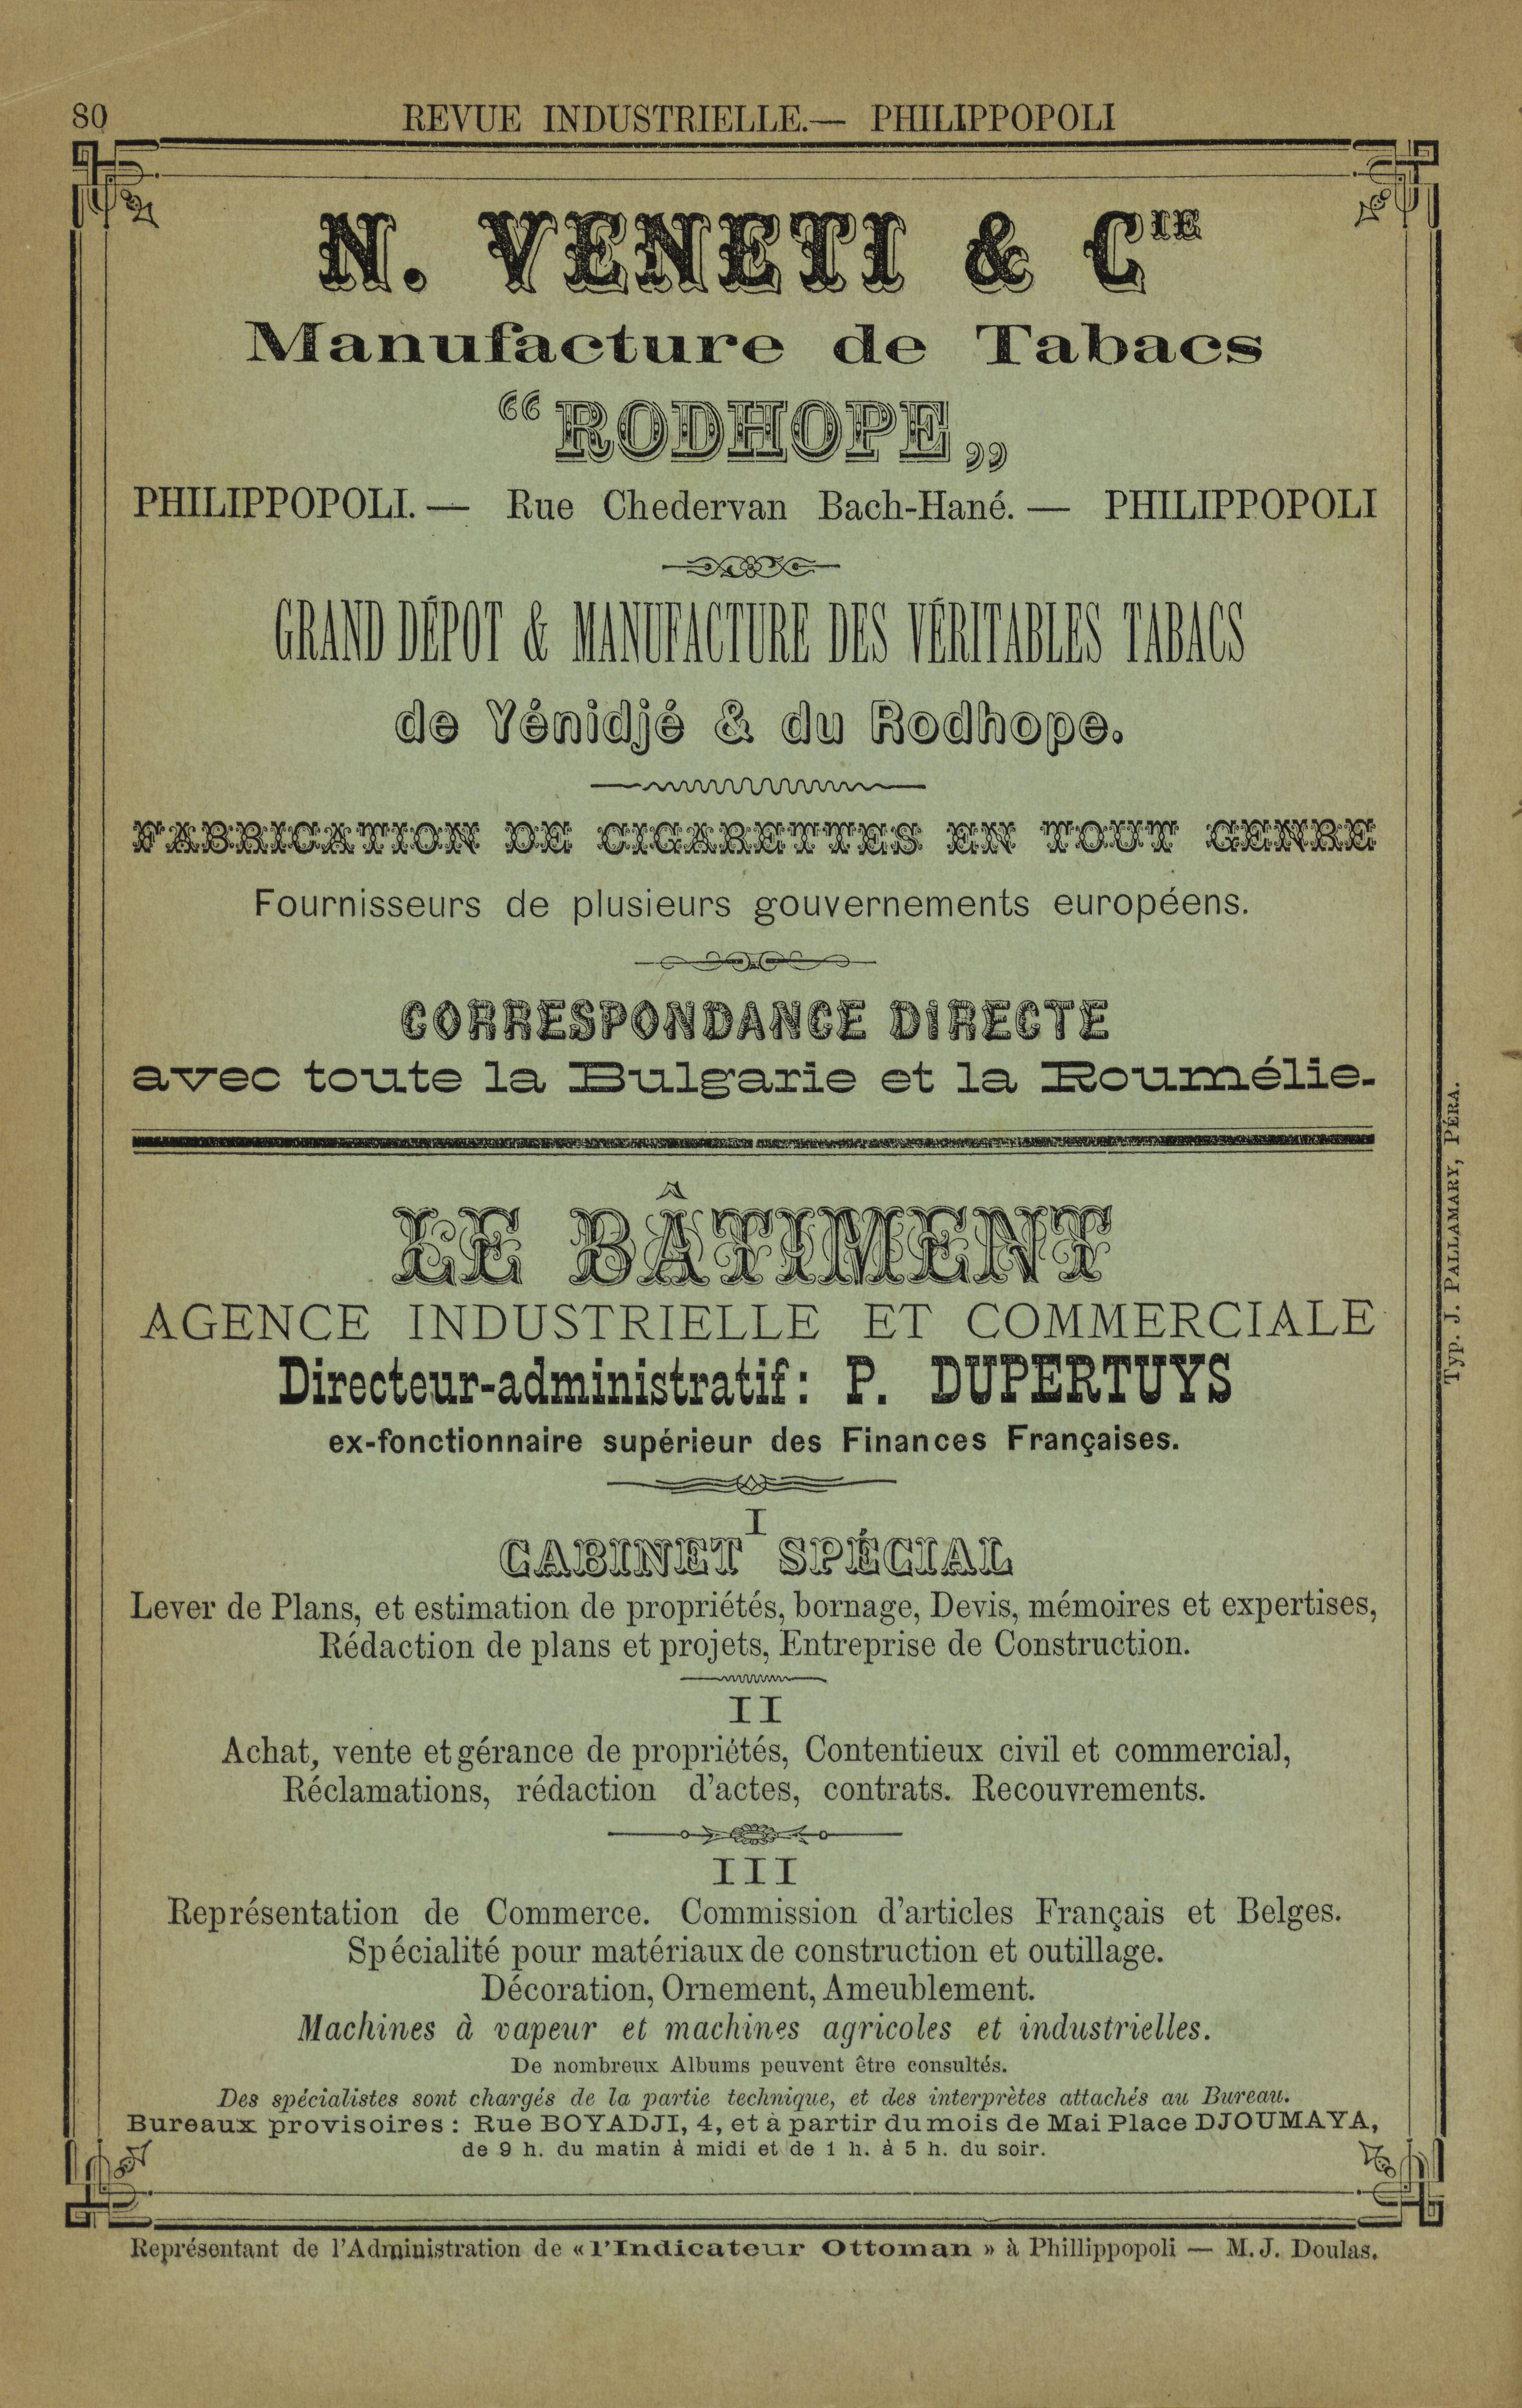 80
REVUE INDUSTRIELLE.— PHILIPPOPOLI
N. VENETI & CIE
Manufacture de Tabacs
“RODHOPE„
PHILIPPOPOLI. — Rue Chedervan Bach-Hané. — PHILIPPOPOLI
GRAND DÉPOT & MANUFACTURE DES VÉRITABLES TABACS
de Yénidjé & du Rodhope.
FABRICATION DE CIGARETTES EN TOUT GENRE
Fournisseurs de plusieurs gouvernements européens.
CORRESPONDANCE DIRECTE
avec toute la Bulgarie et la Roumélie.
LE BÂTIMENT
AGENCE INDUSTRIELLE ET COMMERCIALE
Directeur-administratif : P. DUPERTUYS
ex-fonctionnaire supérieur des Finances Françaises.
I
CABINET SPÉCIAL
Lever de Plans, et estimation de propriétés, bornage, Devis, mémoires et expertises,
Rédaction de plans et projets, Entreprise de Construction.
II
Achat, vente et gérance de propriétés, Contentieux civil et commercial,
Réclamations, rédaction d'actes, contrats. Recouvrements.
III
Représentation de Commerce. Commission d'articles Français et Belges.
Spécialité pour matériaux de construction et outillage.
Décoration, Ornement, Ameublement.
Machines à vapeur et machines agricoles et industrielles.
De nombreux Albums peuvent être consultés.
Des spécialistes sont chargés de la partie technique, et des interprètes attachés au Bureau.
Bureaux provisoires : Rue BOYADJI, 4, et à partir du mois de Mai Place DJOUMAYA,
de 9 h. du matin à midi et de 1 h. à 5 h. du soir.
Représentant de l'Administration de « l'Indicateur Ottoman » à Phillippopoli — M. J. Doulas.
Typ. J. PALLAMARY, PÉRA.